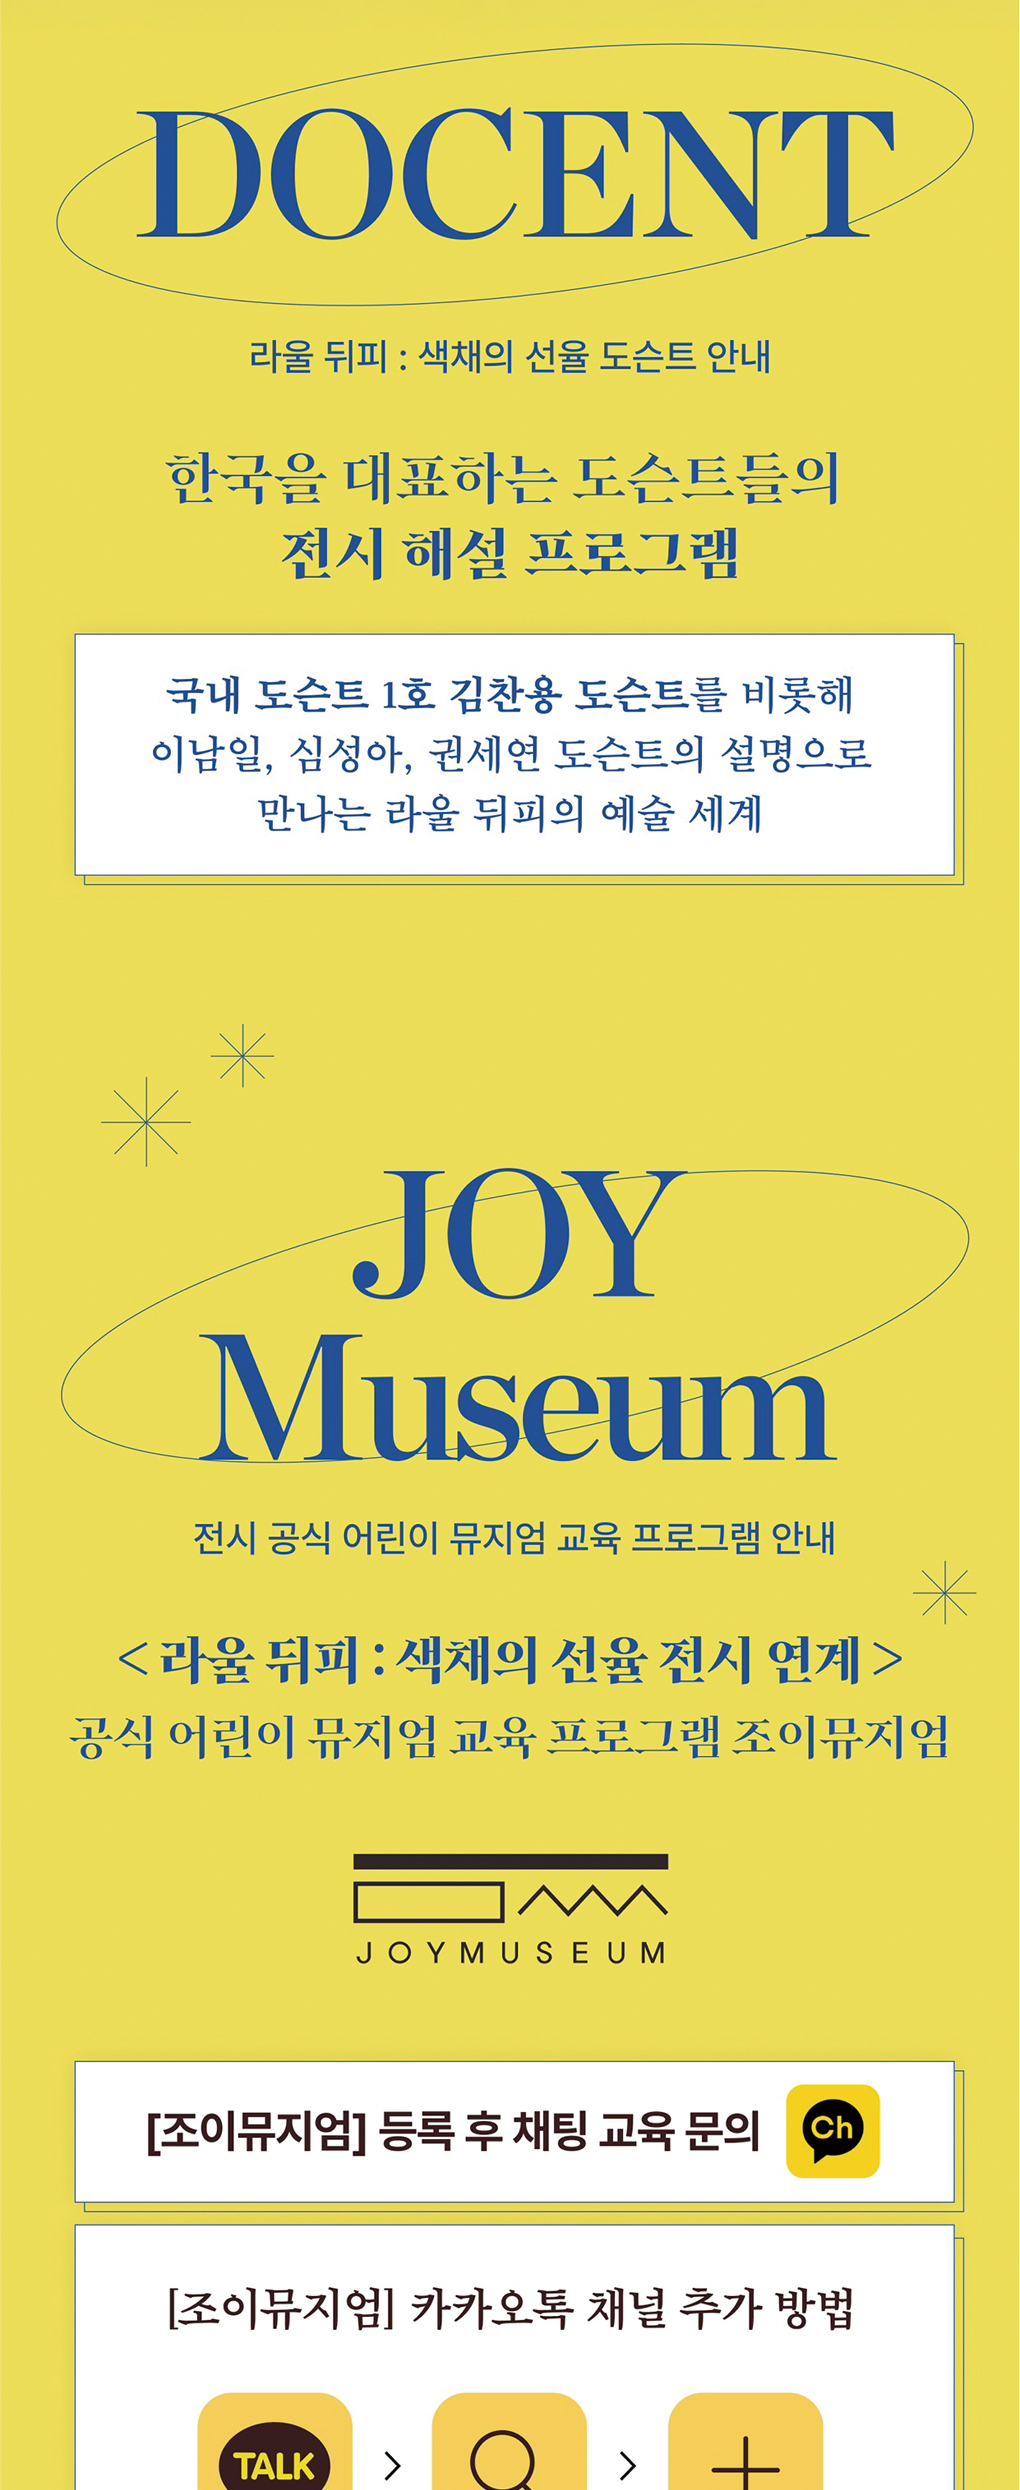 DOCENT
라울 뒤피 : 색채의 선율 도슨트 안내
한국을 대표하는 도슨트들의
전시 해설 프로그램
국내 도슨트 1호 김찬용 도슨트를 비롯해
이남일, 심성아, 권세연 도슨트의 설명으로
만나는 라울 뒤피의 예술 세계
JOY
Museum
전시 공식 어린이 뮤지엄 교육 프로그램 안내
<라울 뒤피 : 색채의 선율 전시 연계>
공식 어린이 뮤지엄 교육 프로그램 조이뮤지엄
JOYMUSEUM
[조이뮤지엄] 등록 후 채팅 교육 문의 Ch
[조이뮤지엄] 카카오톡 채널 추가 방법
TALK > >